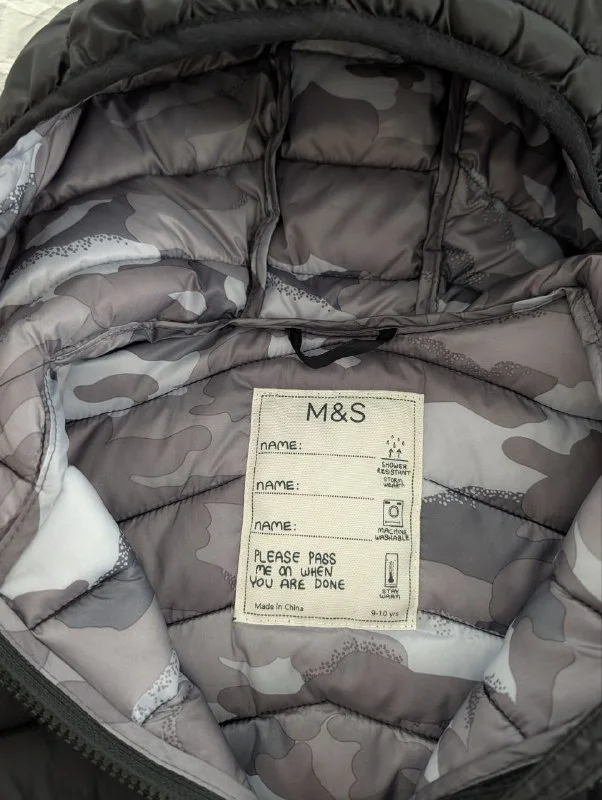 M&S
NAME:
SHOWER
RESISTANT
STORM
WEAR™
NAME:
NAME:
MACHINE
WASHABLE
PLEASE PASS
ME ON WHEN
YOU ARE DONE
STAY
WARM
Made in China
9-10 yrs